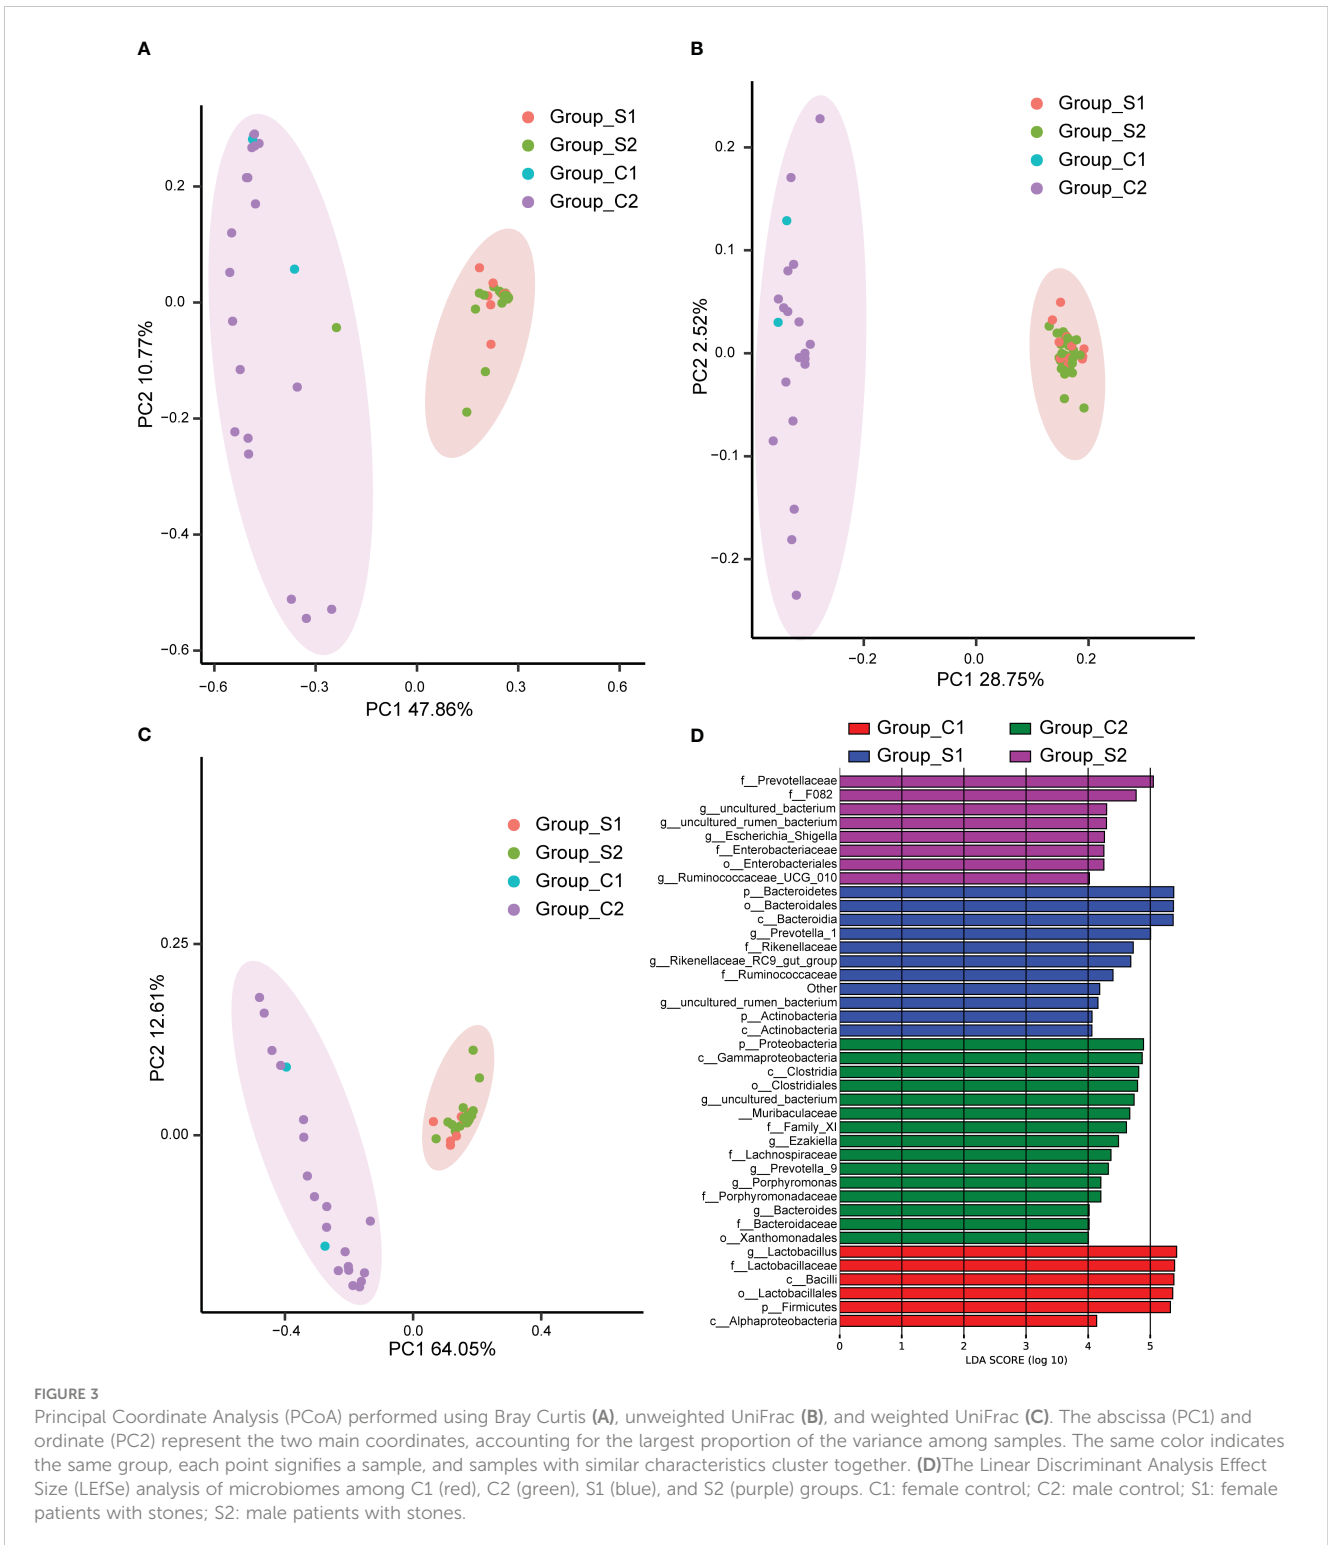 A
Group_S1
Group_S2
Group_C1
Group_C2
0.2
0.0
−0.2
−0.4
−0.6
PC2 10.77%
−0.6
−0.3
0.0
0.3
0.6
PC1 47.86%
B
Group_S1
Group_S2
Group_C1
Group_C2
0.2
0.1
0.0
−0.1
−0.2
PC2 2.52%
−0.2
0.0
0.2
PC1 28.75%
C
Group_S1
Group_S2
Group_C1
Group_C2
0.25
0.00
PC2 12.61%
−0.4
0.0
0.4
PC1 64.05%
D
Group_C1
Group_C2
Group_S1
Group_S2
f__Prevotellaceae
f__F082
g__uncultured_bacterium
g__uncultured_rumen_bacterium
g__Escherichia_Shigella
f__Enterobacteriaceae
o__Enterobacteriales
g__Ruminococcaceae_UCG_010
p__Bacteroidetes
o__Bacteroidales
c__Bacteroidia
g__Prevotella_1
f__Rikenellaceae
g__Rikenellaceae_RC9_gut_group
f__Ruminococcaceae
Other
g__uncultured_rumen_bacterium
p__Actinobacteria
c__Actinobacteria
p__Proteobacteria
c__Gammaproteobacteria
c__Clostridia
o__Clostridiales
g__uncultured_bacterium
__Muribaculaceae
f__Family_XI
g__Ezakiella
f__Lachnospiraceae
g__Prevotella_9
g__Porphyromonas
f__Porphyromonadaceae
g__Bacteroides
f__Bacteroidaceae
o__Xanthomonadales
g__Lactobacillus
f__Lactobacillaceae
c__Bacilli
o__Lactobacillales
p__Firmicutes
c__Alphaproteobacteria
0 1 2 3 4 5
LDA SCORE (log 10)
FIGURE 3
Principal Coordinate Analysis (PCoA) performed using Bray Curtis (A), unweighted UniFrac (B), and weighted UniFrac (C). The abscissa (PC1) and
ordinate (PC2) represent the two main coordinates, accounting for the largest proportion of the variance among samples. The same color indicates
the same group, each point signifies a sample, and samples with similar characteristics cluster together. (D)The Linear Discriminant Analysis Effect
Size (LEfSe) analysis of microbiomes among C1 (red), C2 (green), S1 (blue), and S2 (purple) groups. C1: female control; C2: male control; S1: female
patients with stones; S2: male patients with stones.